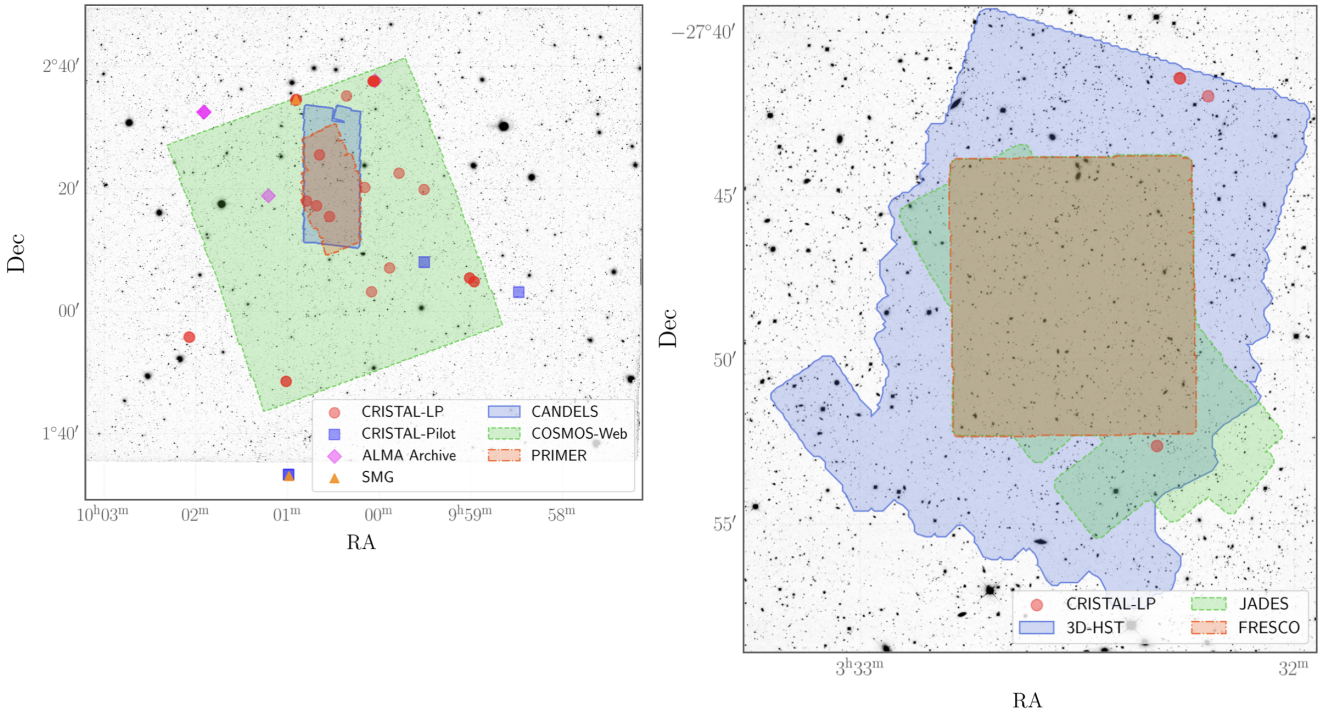 2°40′
20′
00′
1°40′
Dec
CRISTAL-LP
CRISTAL-Pilot
ALMA Archive
SMG
CANDELS
COSMOS-Web
PRIMER
10ʰ03ᵐ 02ᵐ 01ᵐ 00ᵐ 9ʰ59ᵐ 58ᵐ
RA
−27°40′
45′
50′
55′
Dec
CRISTAL-LP
3D-HST
JADES
FRESCO
3ʰ33ᵐ 32ᵐ
RA